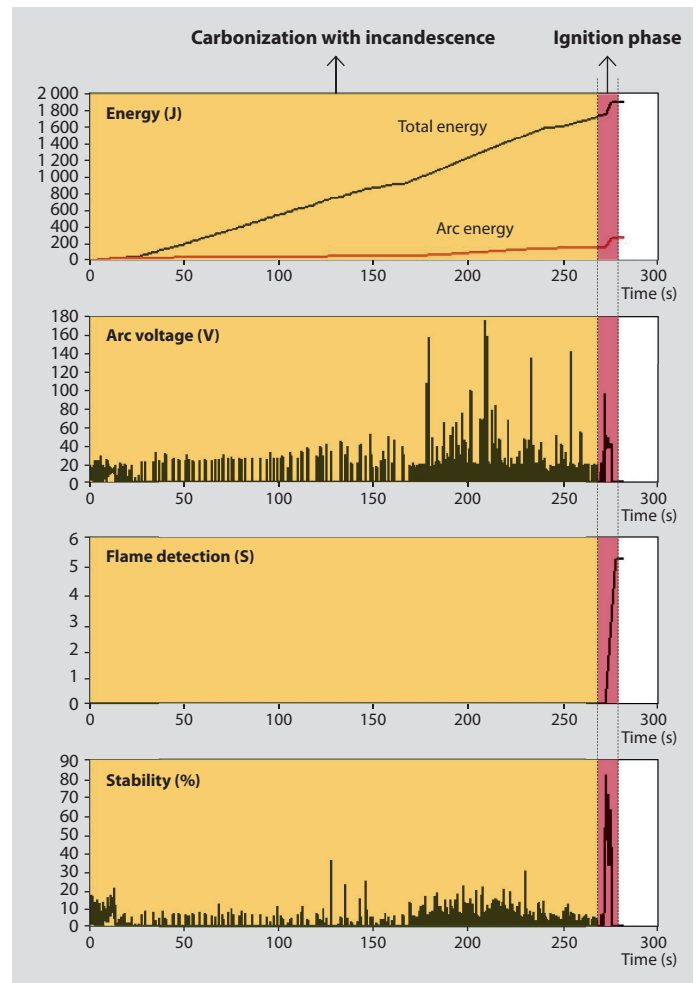 Carbonization with incandescence
Ignition phase
2 000
1 800
1 600
1 400
1 200
1 000
800
600
400
200
0
Energy (J)
Total energy
Arc energy
0 50 100 150 200 250 300
Time (s)
180
160
140
120
100
80
60
40
20
0
Arc voltage (V)
0 50 100 150 200 250 300
Time (s)
6
5
4
3
2
1
0
Flame detection (S)
0 50 100 150 200 250 300
Time (s)
90
80
70
60
50
40
30
20
10
0
Stability (%)
0 50 100 150 200 250 300
Time (s)